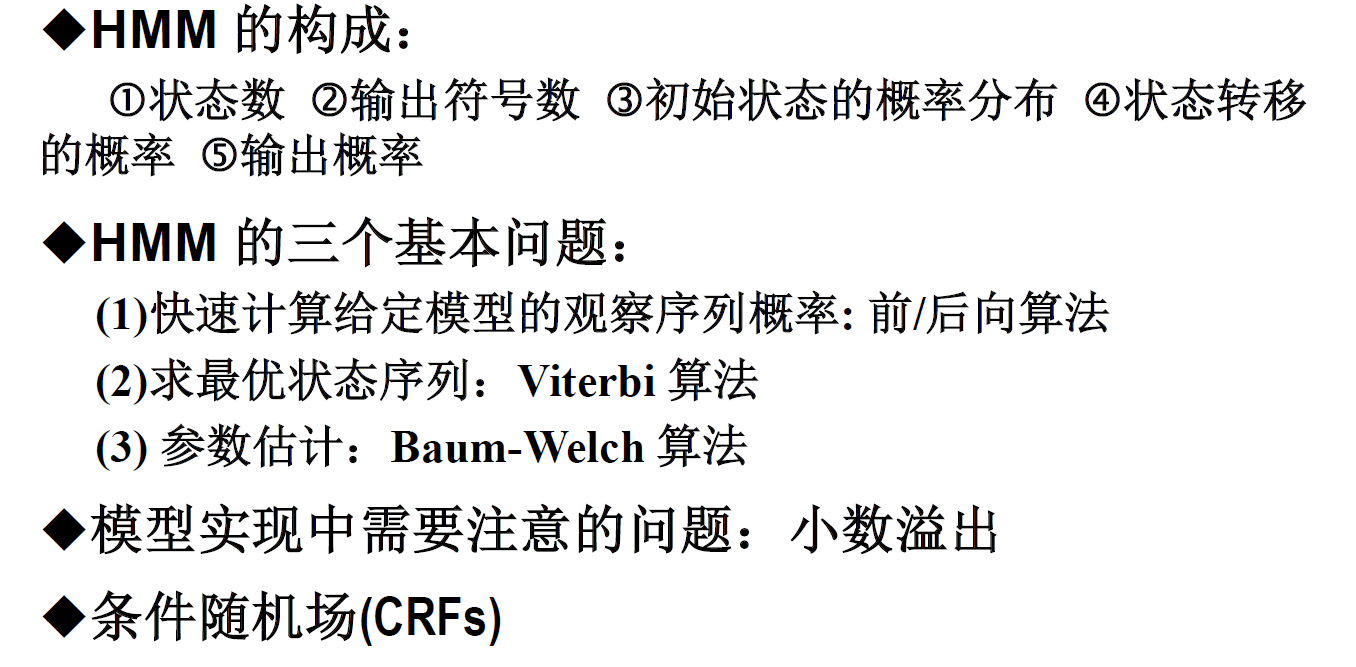 ◆HMM 的构成：
①状态数 ②输出符号数 ③初始状态的概率分布 ④状态转移
的概率 ⑤输出概率
◆HMM 的三个基本问题：
(1)快速计算给定模型的观察序列概率: 前/后向算法
(2)求最优状态序列：Viterbi 算法
(3) 参数估计：Baum-Welch 算法
◆模型实现中需要注意的问题：小数溢出
◆条件随机场(CRFs)